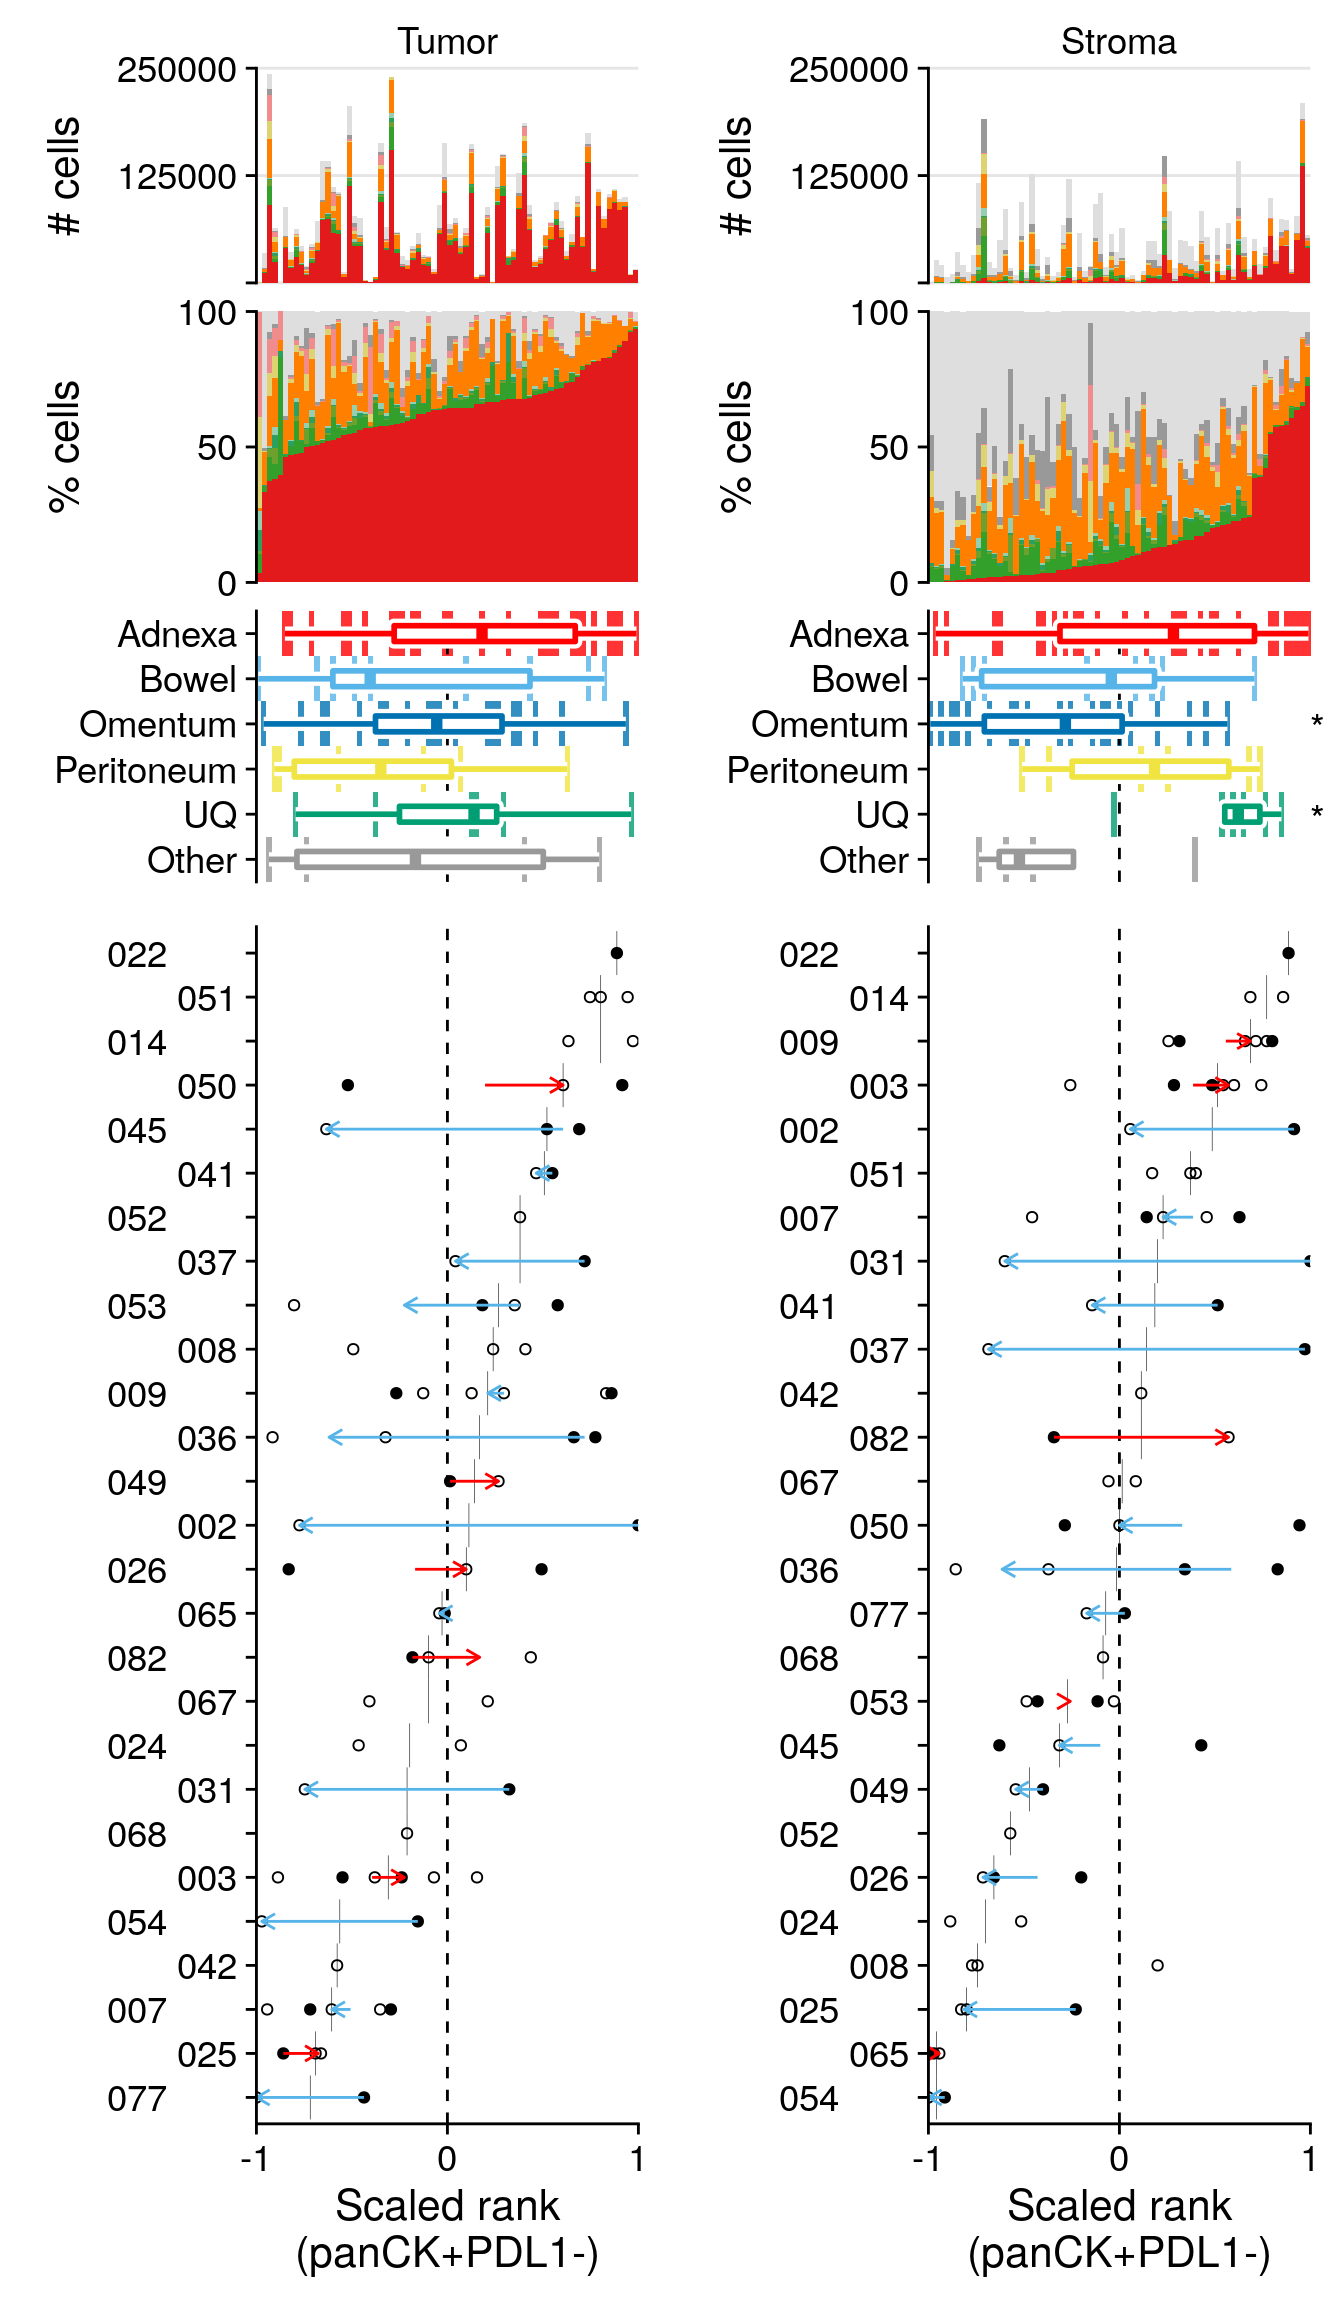 Tumor
250000
125000
# cells
100
50
0
% cells
Adnexa
Bowel
Omentum
Peritoneum
UQ
Other
022
051
014
050
045
041
052
037
053
008
009
036
049
002
026
065
082
067
024
031
068
003
054
042
007
025
077
-1 0 1
Scaled rank
(panCK+PDL1-)
Stroma
250000
125000
# cells
100
50
0
% cells
Adnexa
Bowel
Omentum *
Peritoneum
UQ *
Other
022
014
009
003
002
051
007
031
041
037
042
082
067
050
036
077
068
053
045
049
052
026
024
008
025
065
054
-1 0 1
Scaled rank
(panCK+PDL1-)